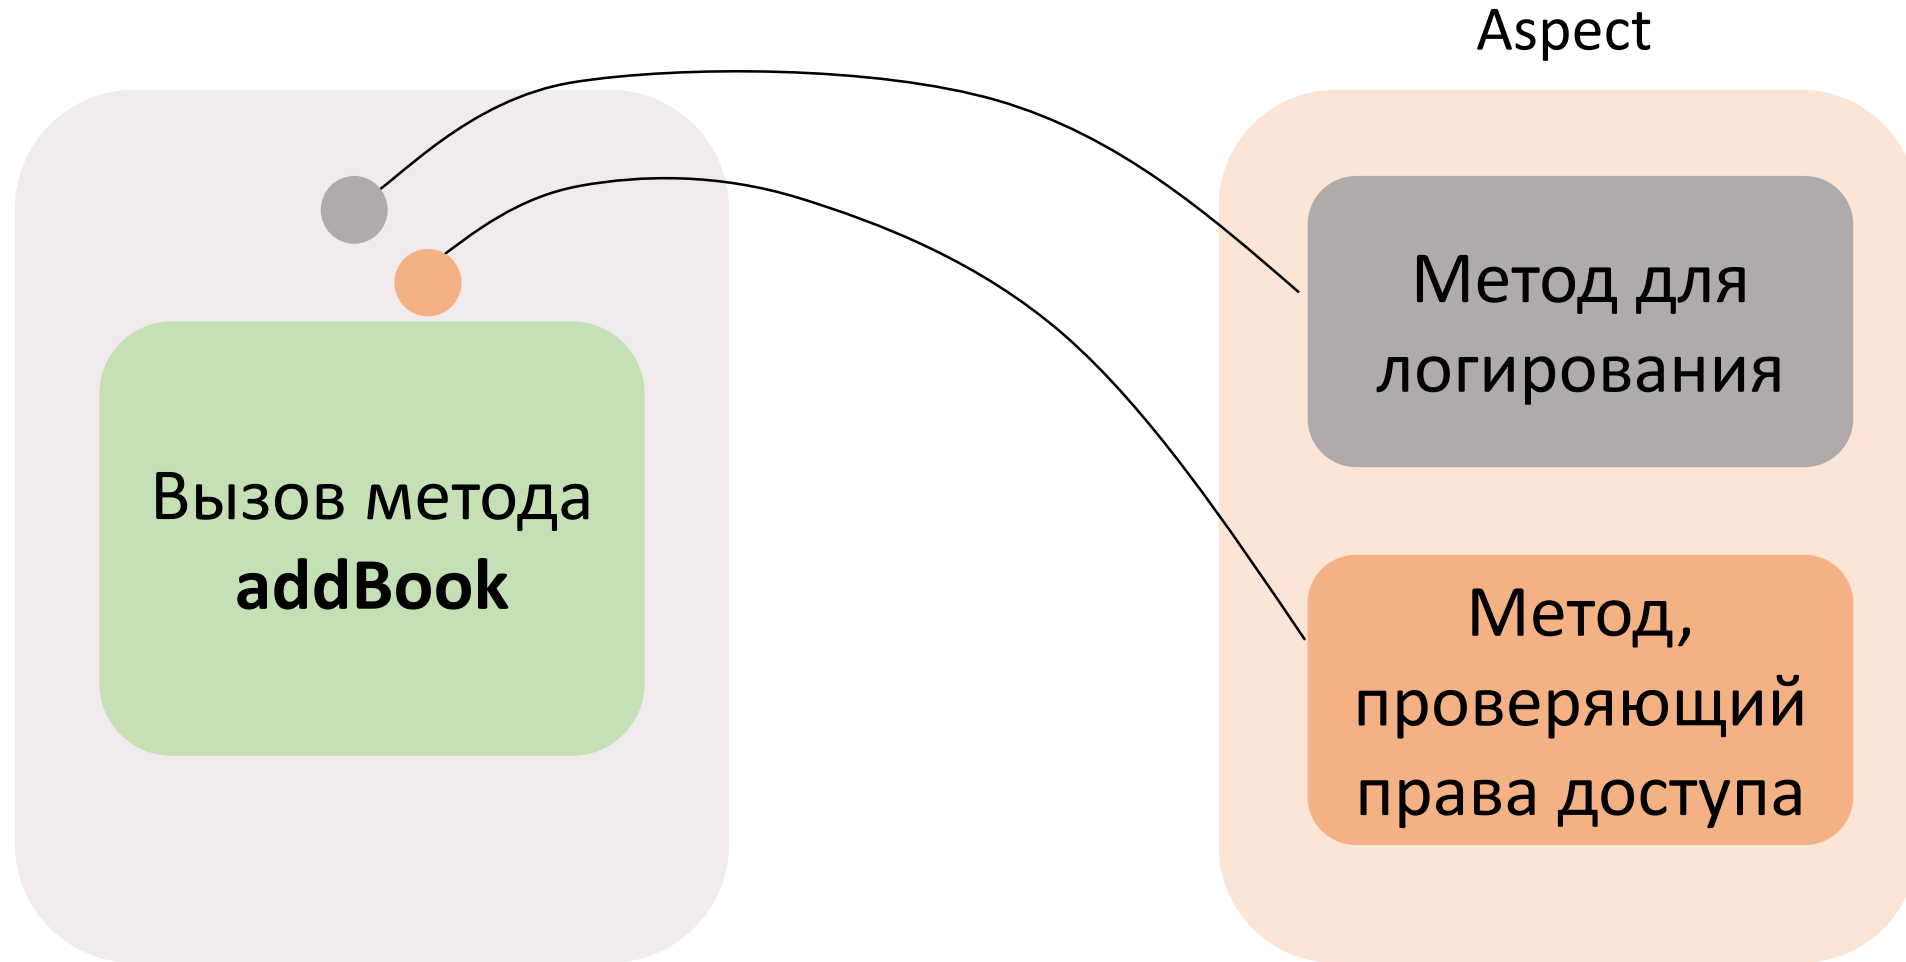 Aspect
Вызов метода
addBook
Метод для
логирования
Метод,
проверяющий
права доступа